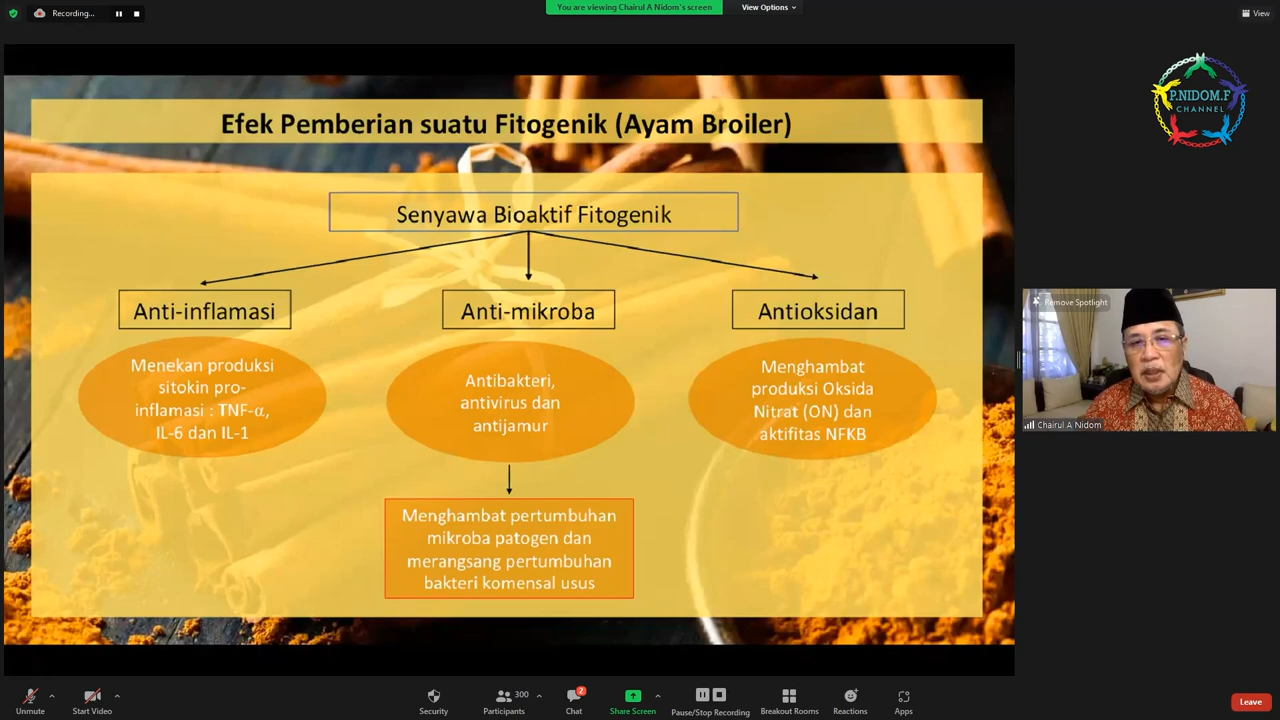 Recording...
You are viewing Chairul A Nidom's screen
View Options
View
P.NIDOM.F
CHANNEL
Efek Pemberian suatu Fitogenik (Ayam Broiler)
Senyawa Bioaktif Fitogenik
Anti-inflamasi
Anti-mikroba
Antioksidan
Menekan produksi
sitokin pro-
inflamasi : TNF-α,
IL-6 dan IL-1
Antibakteri,
antivirus dan
antijamur
Menghambat
produksi Oksida
Nitrat (ON) dan
aktifitas NFKB
Menghambat pertumbuhan
mikroba patogen dan
merangsang pertumbuhan
bakteri komensal usus
Remove Spotlight
Chairul A Nidom
Unmute
Start Video
Security
Participants
300
Chat
2
Share Screen
Pause/Stop Recording
Breakout Rooms
Reactions
Apps
Leave